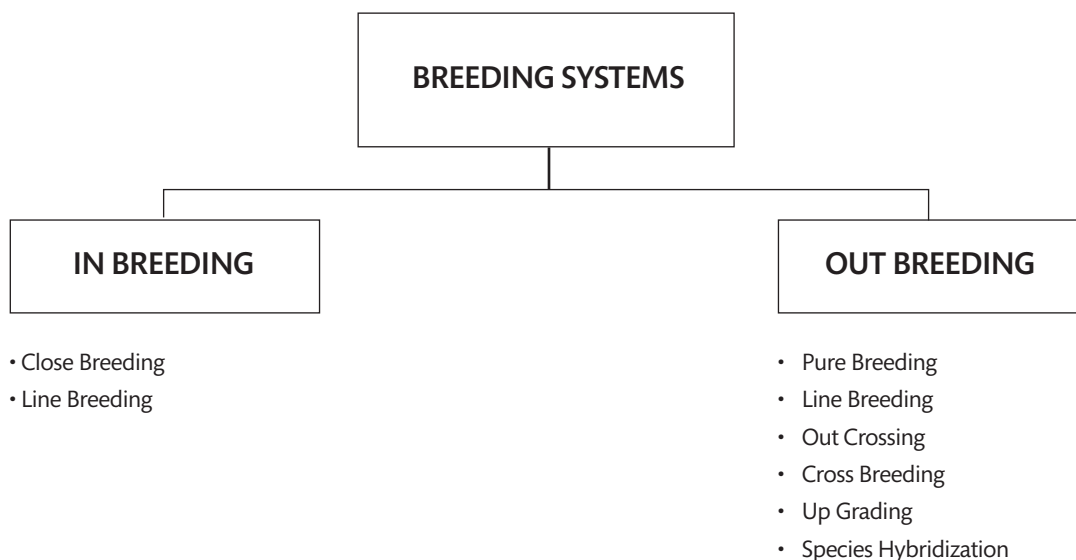 BREEDING SYSTEMS
IN BREEDING
• Close Breeding
• Line Breeding
OUT BREEDING
• Pure Breeding
• Line Breeding
• Out Crossing
• Cross Breeding
• Up Grading
• Species Hybridization